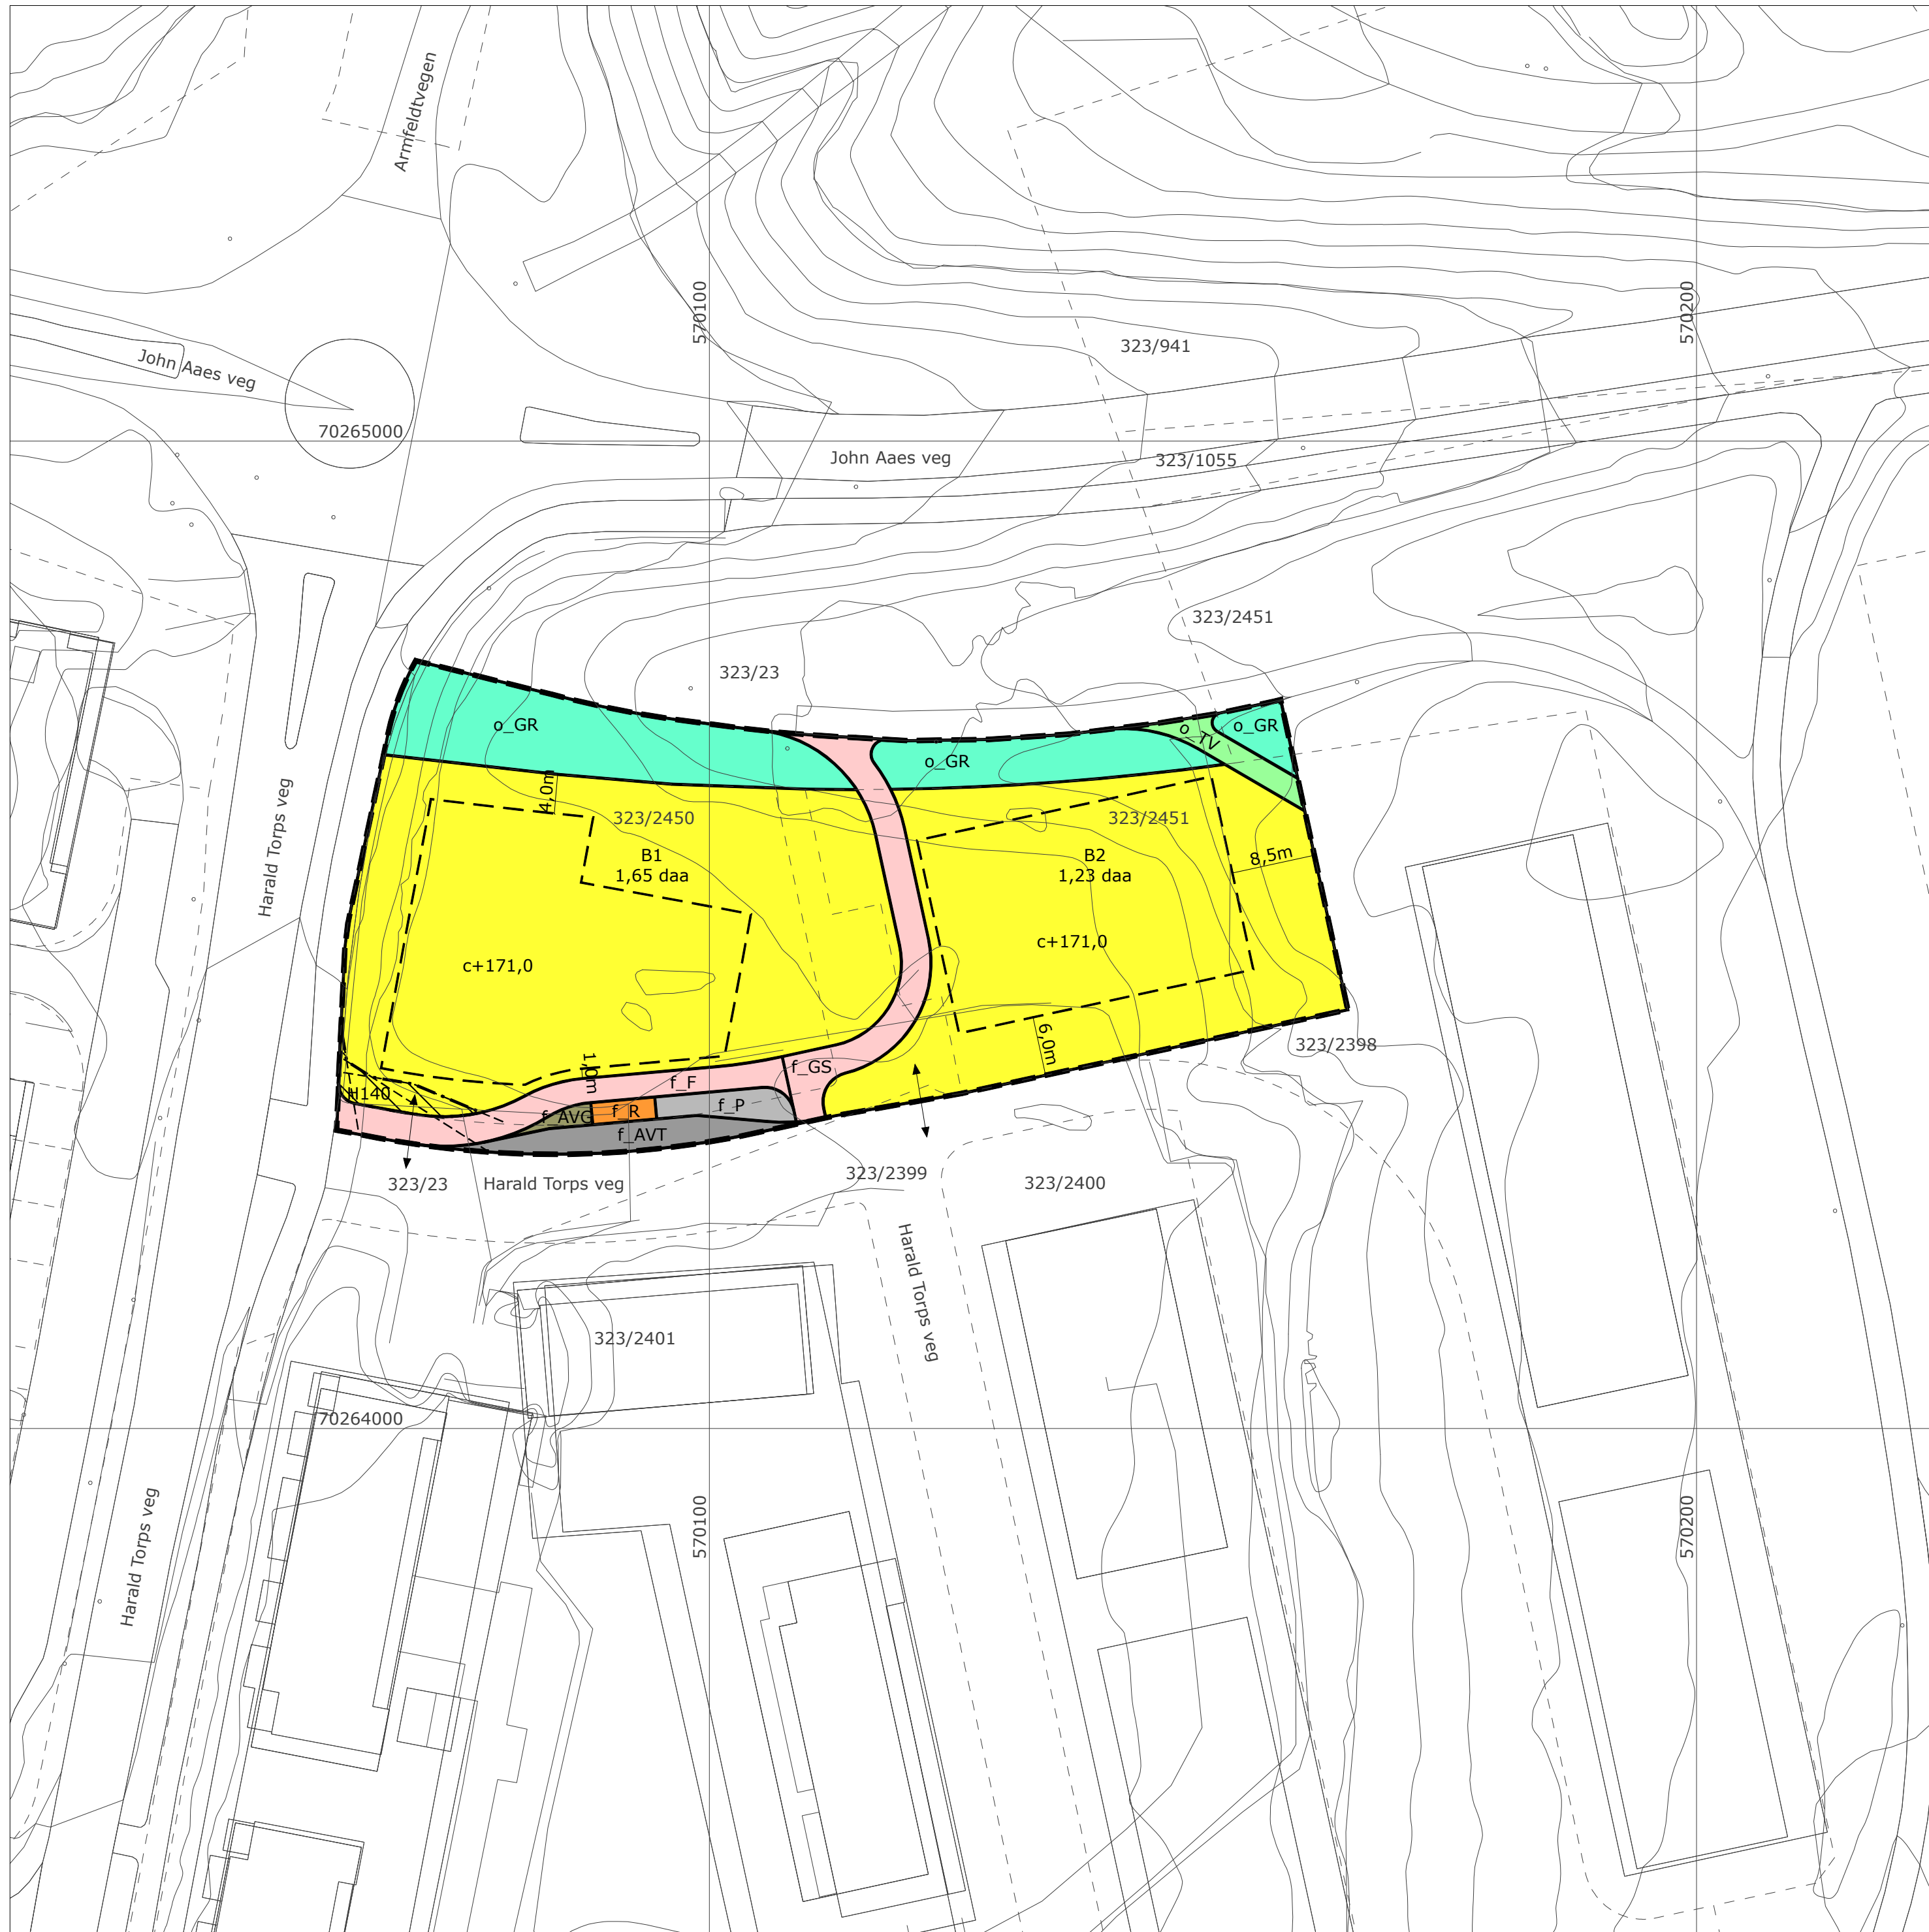 Armfeldtvegen
570100
570200
323/941
John Aaes veg
70265000
John Aaes veg
323/1055
323/2451
323/23
o_GR
o_TV
o_GR
o_GR
4,0m
323/2450
323/2451
Harald Torps veg
B1
1,65 daa
B2
1,23 daa
8,5m
c+171,0
c+171,0
6,0m
323/2398
1,0m
f_GS
f_F
H140
f_AVG
f_R
f_P
f_AVT
323/23
Harald Torps veg
323/2399
323/2400
Harald Torps veg
323/2401
70264000
570100
570200
Harald Torps veg